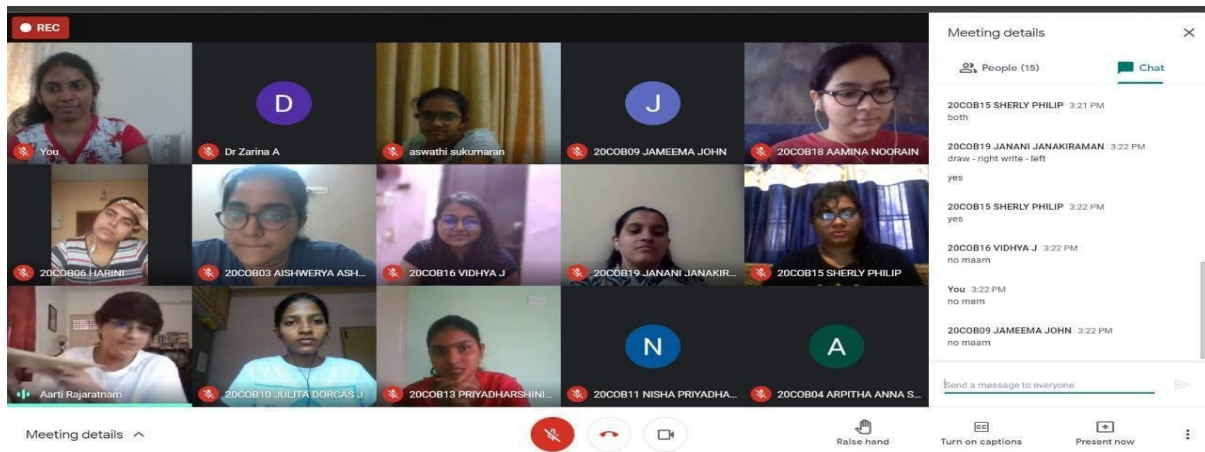 REC
Meeting details
People (15)
Chat
You
D
Dr Zarina A
aswathi sukumaran
J
20COB09 JAMEEMA JOHN
20COB18 AAMINA NOORAIN
20COB06 HARINI
20COB03 AISHWERYA ASH...
20COB16 VIDHYA J
20COB19 JANANI JANAKIR...
20COB15 SHERLY PHILIP
Aarti Rajaratnam
20COB10 JULITA DORCAS J
20COB13 PRIYADHARSHINI...
N
20COB11 NISHA PRIYADHA...
A
20COB04 ARPITHA ANNA S...
20COB15 SHERLY PHILIP 3:21 PM
both
20COB19 JANANI JANAKIRAMAN 3:22 PM
draw - right write - left
yes
20COB15 SHERLY PHILIP 3:22 PM
yes
20COB16 VIDHYA J 3:22 PM
no maam
You 3:22 PM
no mam
20COB09 JAMEEMA JOHN 3:22 PM
no maam
Send a message to everyone
Meeting details
Raise hand
CC
Turn on captions
Present now